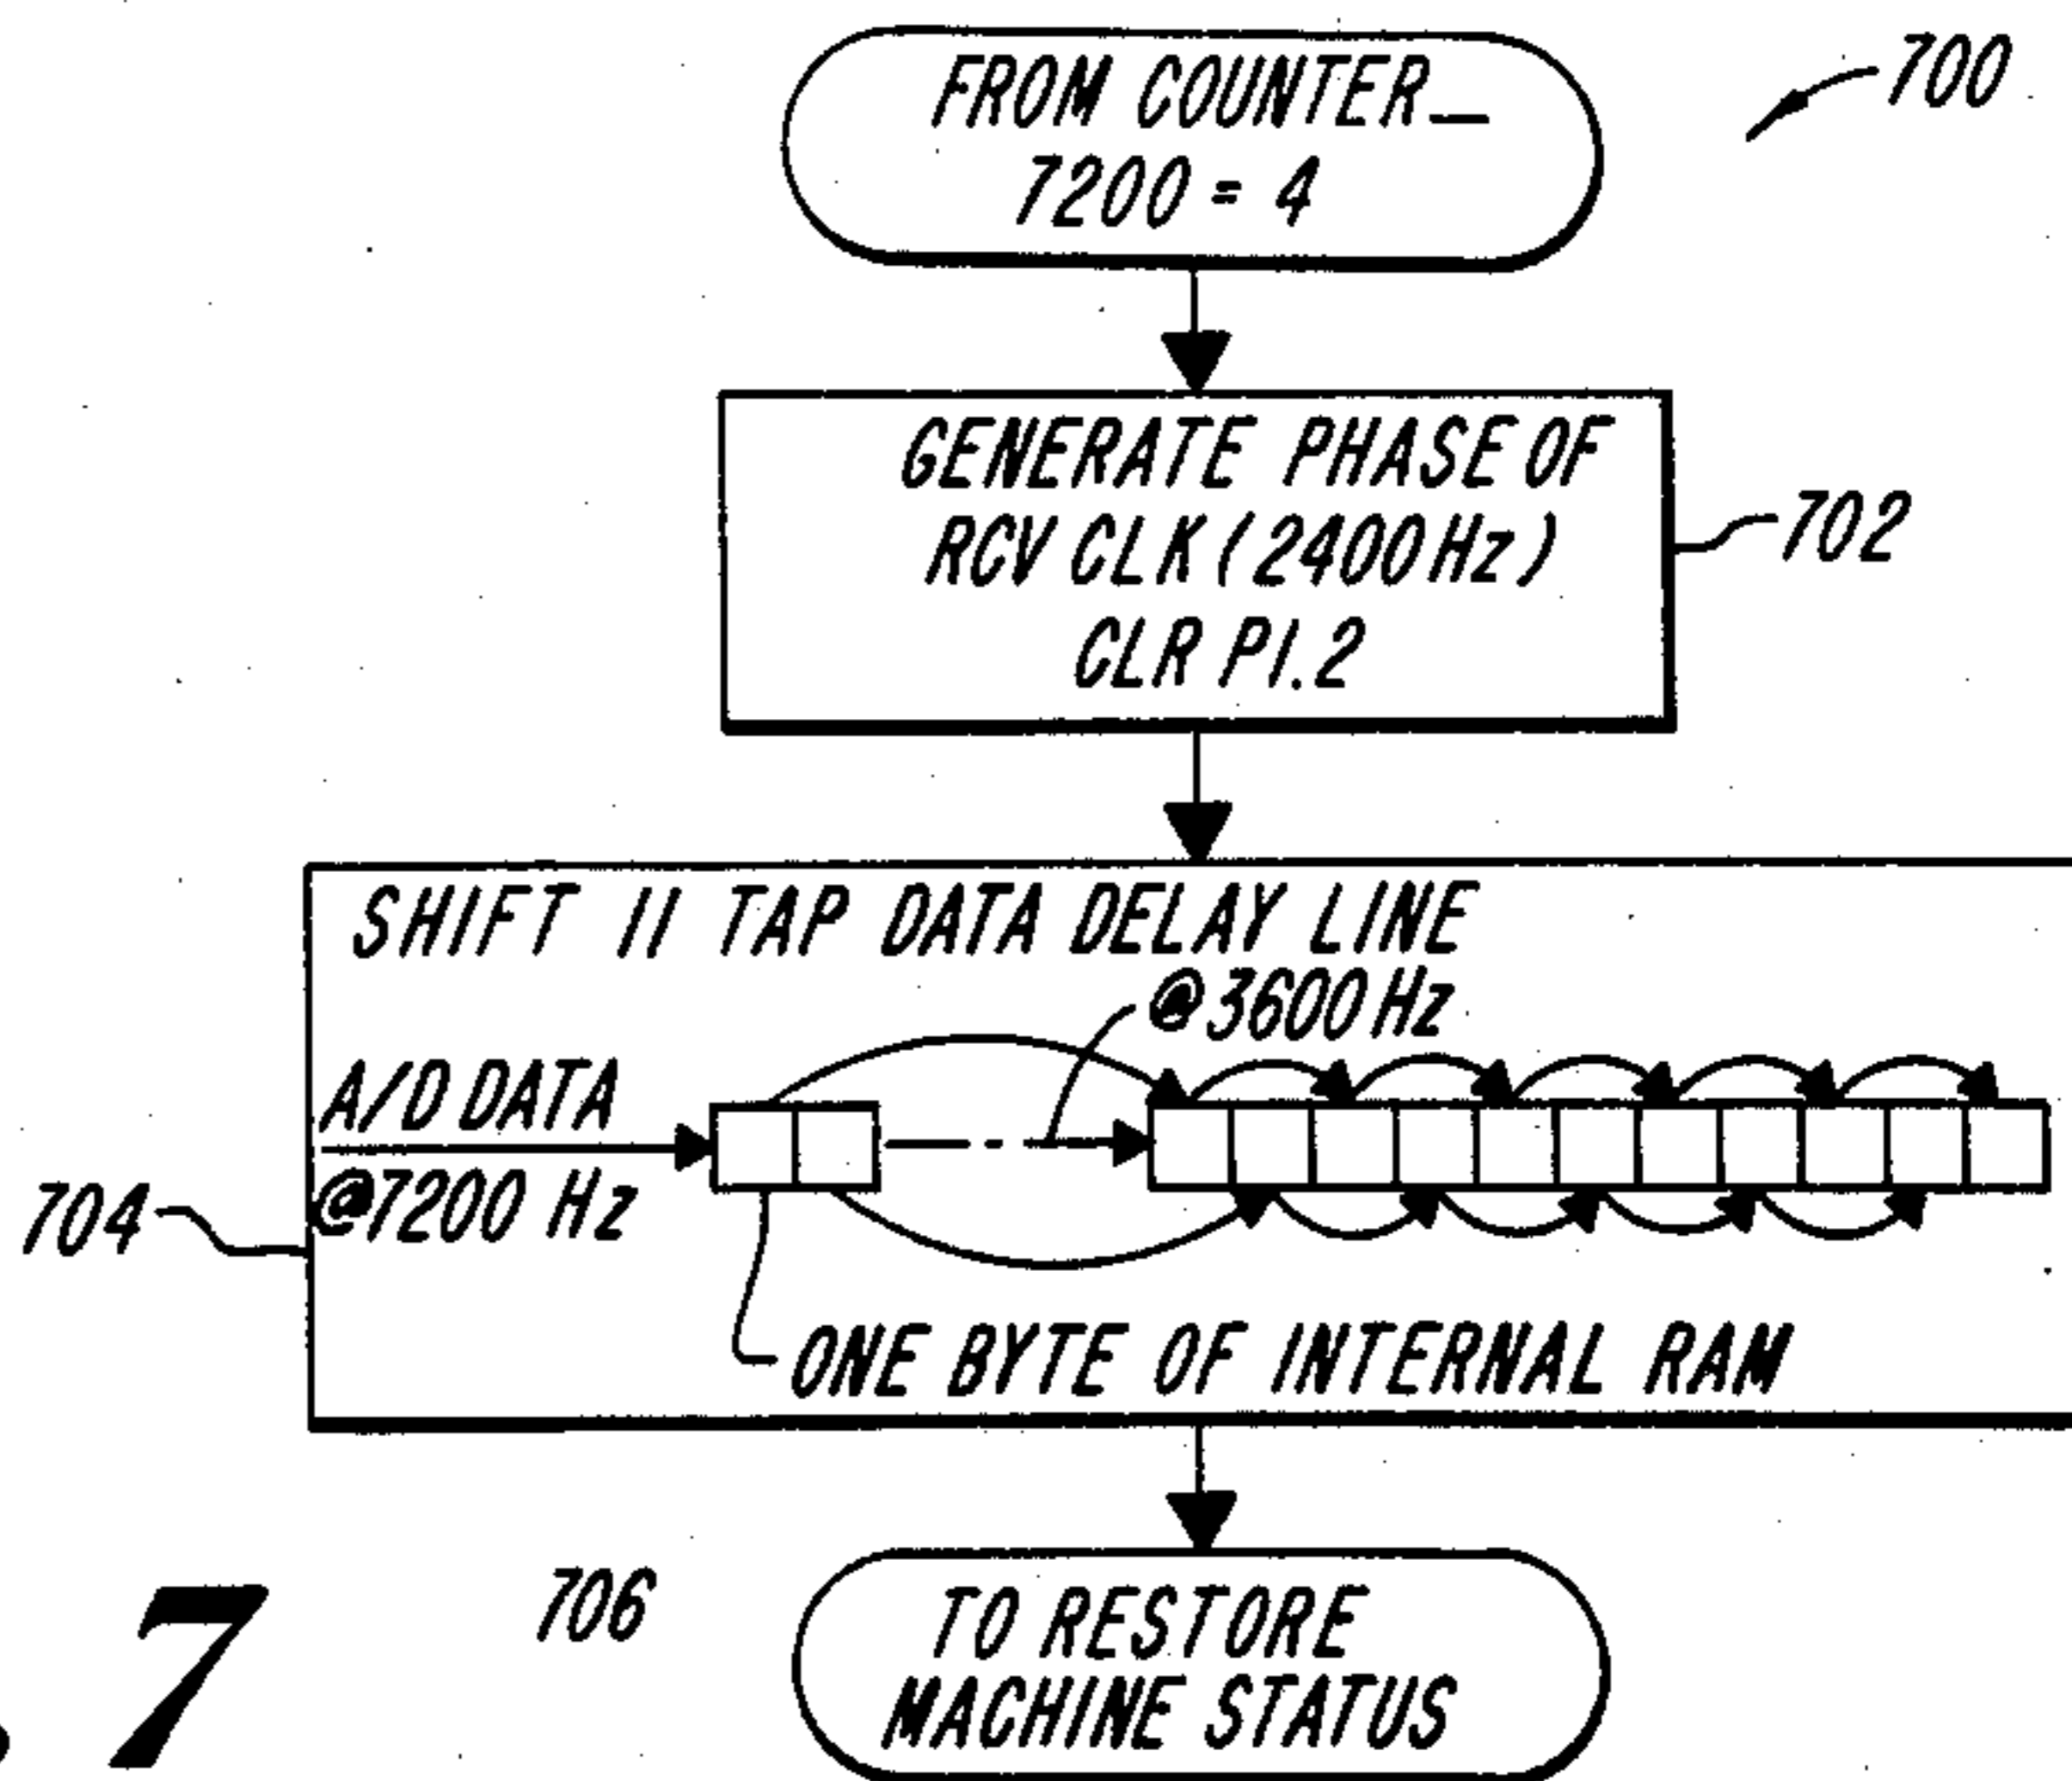 FROM COUNTER_
7200 = 4
700
GENERATE PHASE OF
RCV CLK (2400 Hz)
CLR P1.2
702
SHIFT 11 TAP DATA DELAY LINE
@3600 Hz
A/D DATA
@7200 Hz
704
ONE BYTE OF INTERNAL RAM
706
TO RESTORE
MACHINE STATUS
7